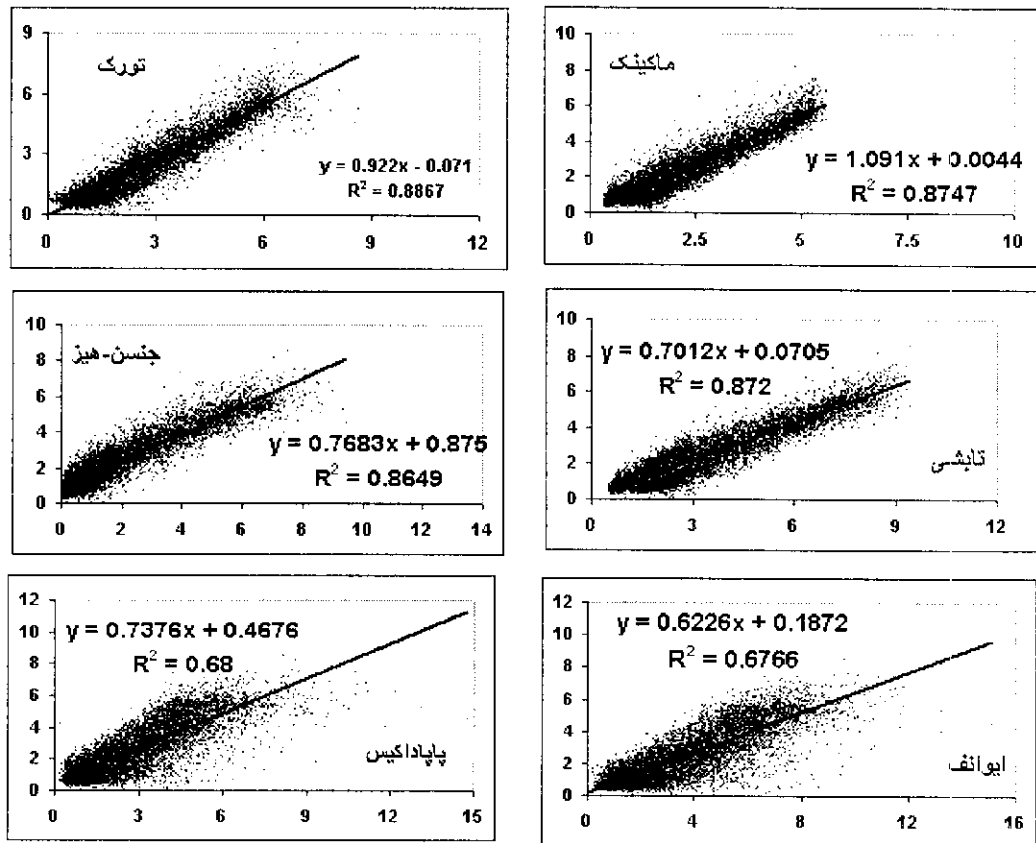 9
6
3
0
تورک
y = 0.922x - 0.071
R² = 0.8867
0 3 6 9 12
10
8
6
4
2
0
ماکینک
y = 1.091x + 0.0044
R² = 0.8747
0 2.5 5 7.5 10
10
8
6
4
2
0
جنسن-هیز
y = 0.7683x + 0.875
R² = 0.8649
0 2 4 6 8 10 12 14
10
8
6
4
2
0
y = 0.7012x + 0.0705
R² = 0.872
تابشی
0 3 6 9 12
12
10
8
6
4
2
0
y = 0.7376x + 0.4676
R² = 0.68
پاپاداکیس
0 3 6 9 12 15
12
10
8
6
4
2
0
y = 0.6226x + 0.1872
R² = 0.6766
ایوانف
0 4 8 12 16